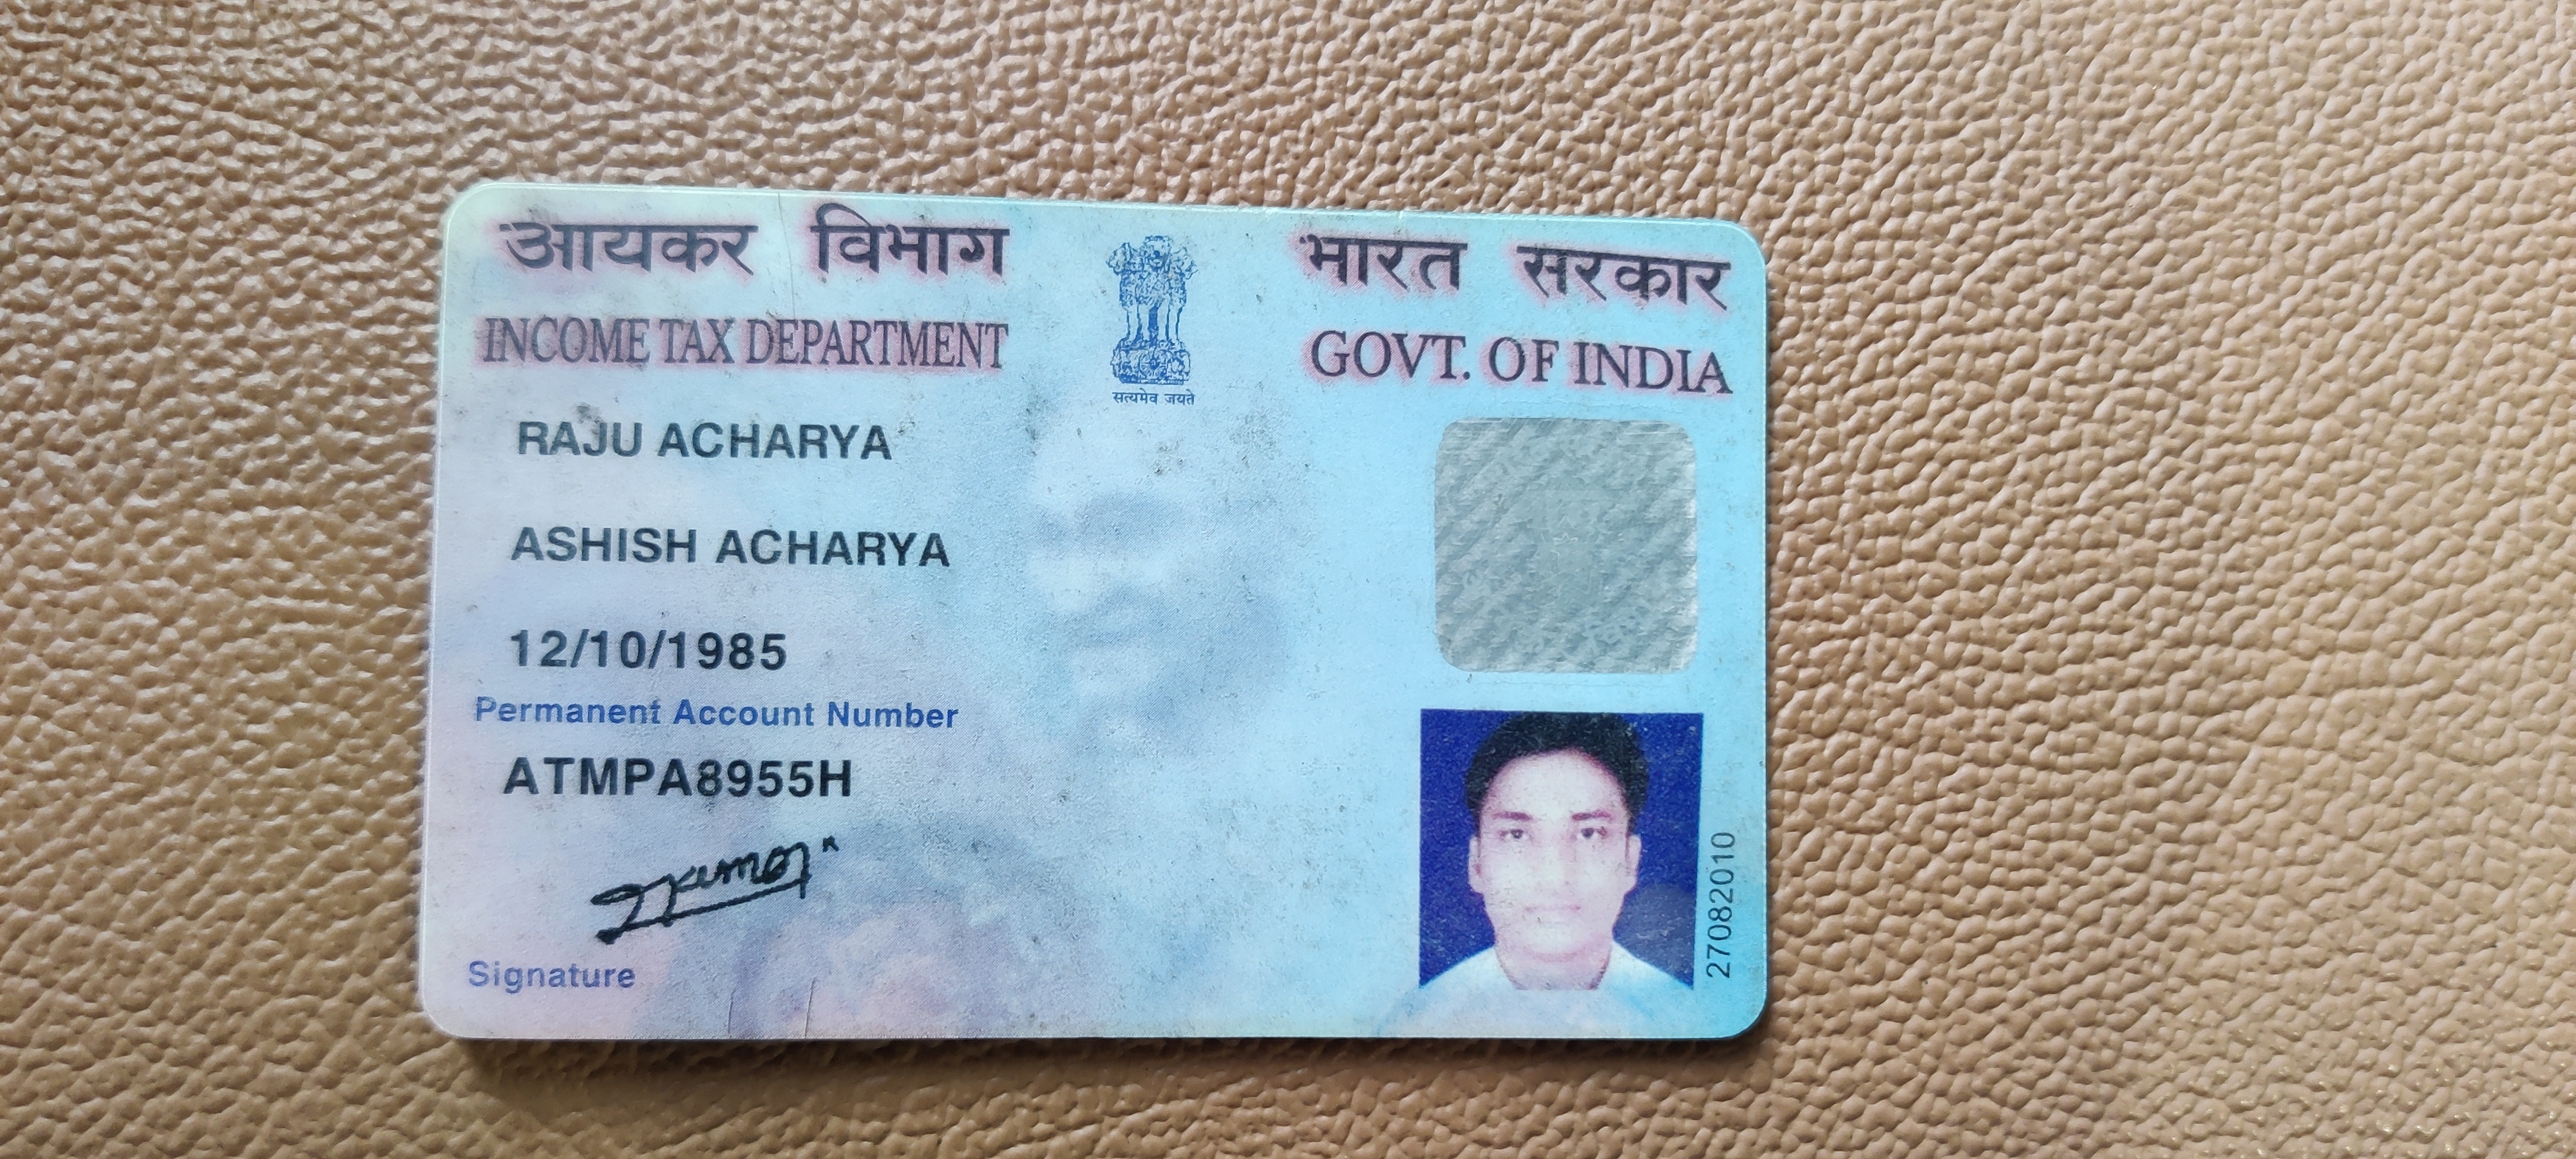 आयकर विभाग
INCOME TAX DEPARTMENT
भारत सरकार
GOVT. OF INDIA
सत्यमेव जयते
RAJU ACHARYA
ASHISH ACHARYA
12/10/1985
Permanent Account Number
ATMPA8955H
Signature
27082010